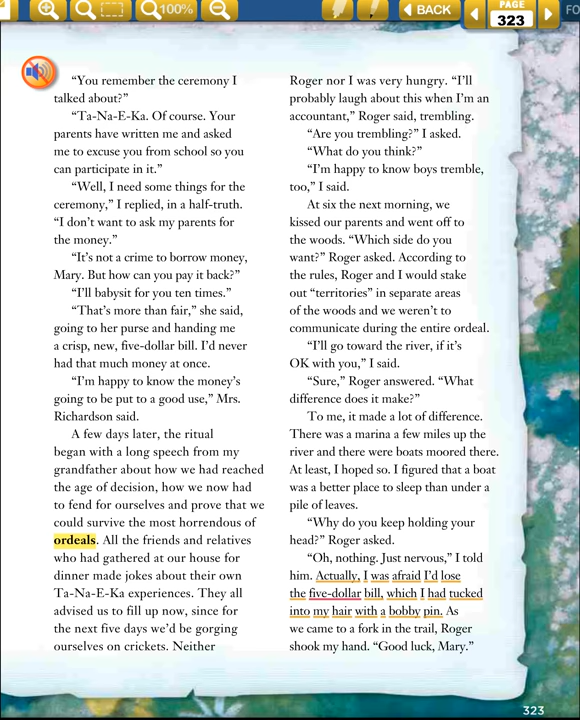 100%
BACK
PAGE
323
FO
“You remember the ceremony I
talked about?”
“Ta-Na-E-Ka. Of course. Your
parents have written me and asked
me to excuse you from school so you
can participate in it.”
“Well, I need some things for the
ceremony,” I replied, in a half-truth.
“I don’t want to ask my parents for
the money.”
“It’s not a crime to borrow money,
Mary. But how can you pay it back?”
“I’ll babysit for you ten times.”
“That’s more than fair,” she said,
going to her purse and handing me
a crisp, new, five-dollar bill. I’d never
had that much money at once.
“I’m happy to know the money’s
going to be put to a good use,” Mrs.
Richardson said.
A few days later, the ritual
began with a long speech from my
grandfather about how we had reached
the age of decision, how we now had
to fend for ourselves and prove that we
could survive the most horrendous of
ordeals. All the friends and relatives
who had gathered at our house for
dinner made jokes about their own
Ta-Na-E-Ka experiences. They all
advised us to fill up now, since for
the next five days we’d be gorging
ourselves on crickets. Neither
Roger nor I was very hungry. “I’ll
probably laugh about this when I’m an
accountant,” Roger said, trembling.
“Are you trembling?” I asked.
“What do you think?”
“I’m happy to know boys tremble,
too,” I said.
At six the next morning, we
kissed our parents and went off to
the woods. “Which side do you
want?” Roger asked. According to
the rules, Roger and I would stake
out “territories” in separate areas
of the woods and we weren’t to
communicate during the entire ordeal.
“I’ll go toward the river, if it’s
OK with you,” I said.
“Sure,” Roger answered. “What
difference does it make?”
To me, it made a lot of difference.
There was a marina a few miles up the
river and there were boats moored there.
At least, I hoped so. I figured that a boat
was a better place to sleep than under a
pile of leaves.
“Why do you keep holding your
head?” Roger asked.
“Oh, nothing. Just nervous,” I told
him. Actually, I was afraid I’d lose
the five-dollar bill, which I had tucked
into my hair with a bobby pin. As
we came to a fork in the trail, Roger
shook my hand. “Good luck, Mary.”
323